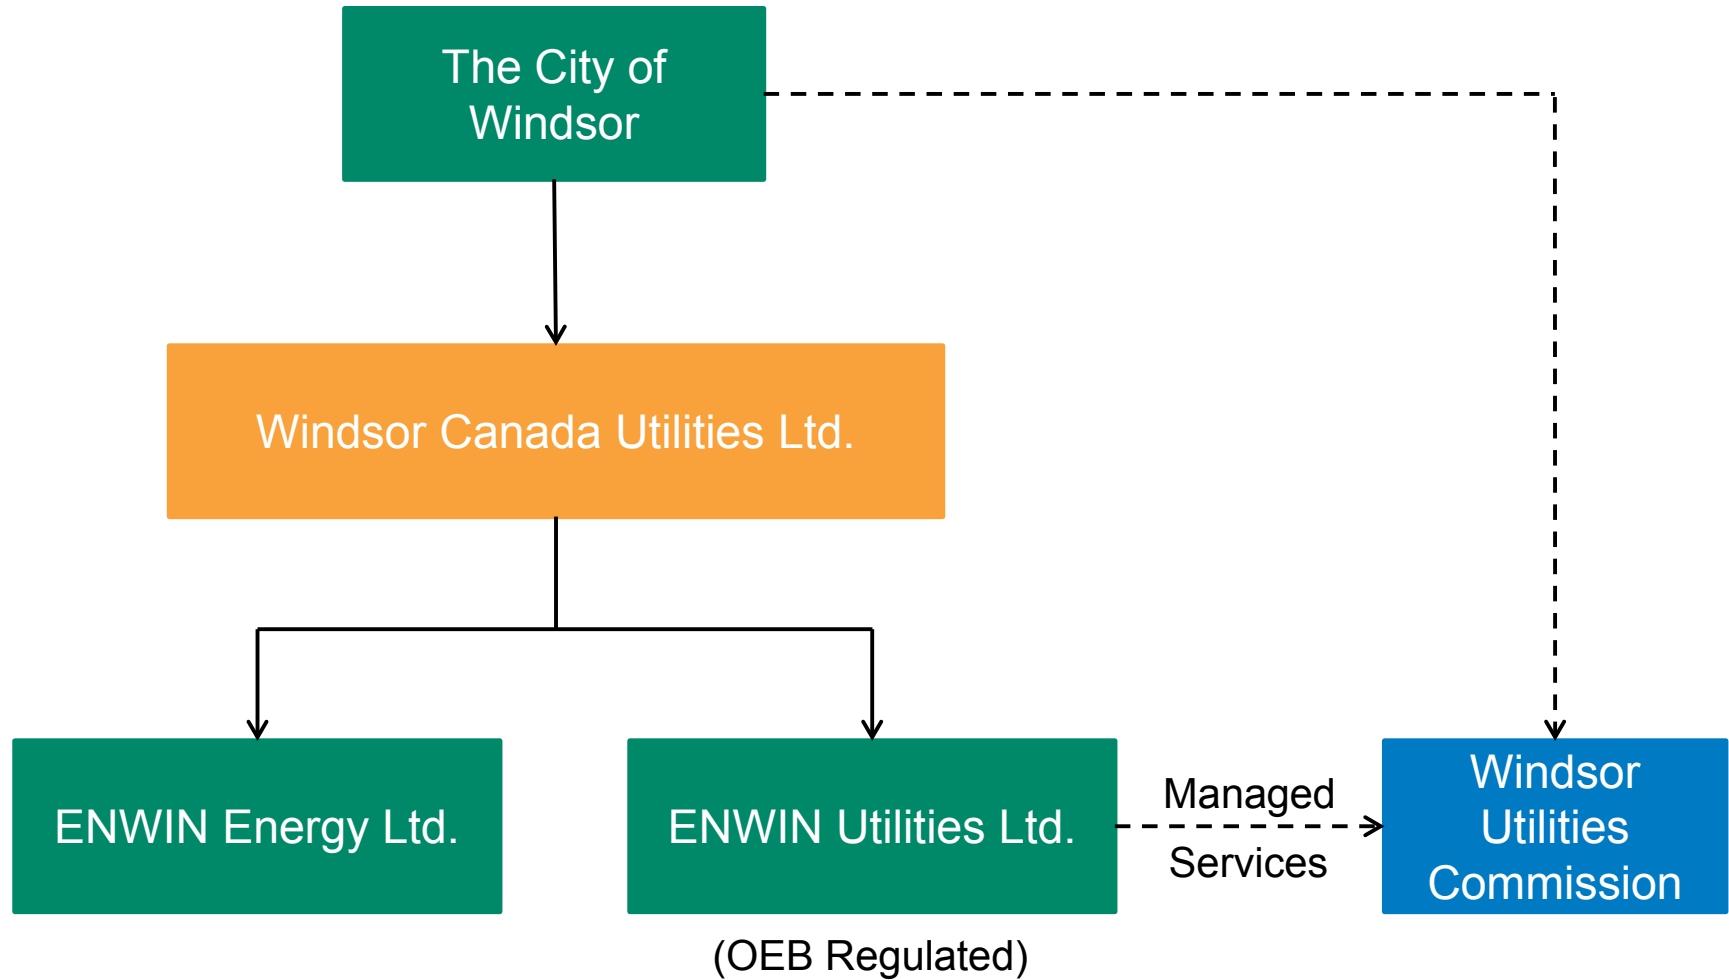 The City of
Windsor
Windsor Canada Utilities Ltd.
ENWIN Energy Ltd.
ENWIN Utilities Ltd.
(OEB Regulated)
Managed
Services
Windsor
Utilities
Commission